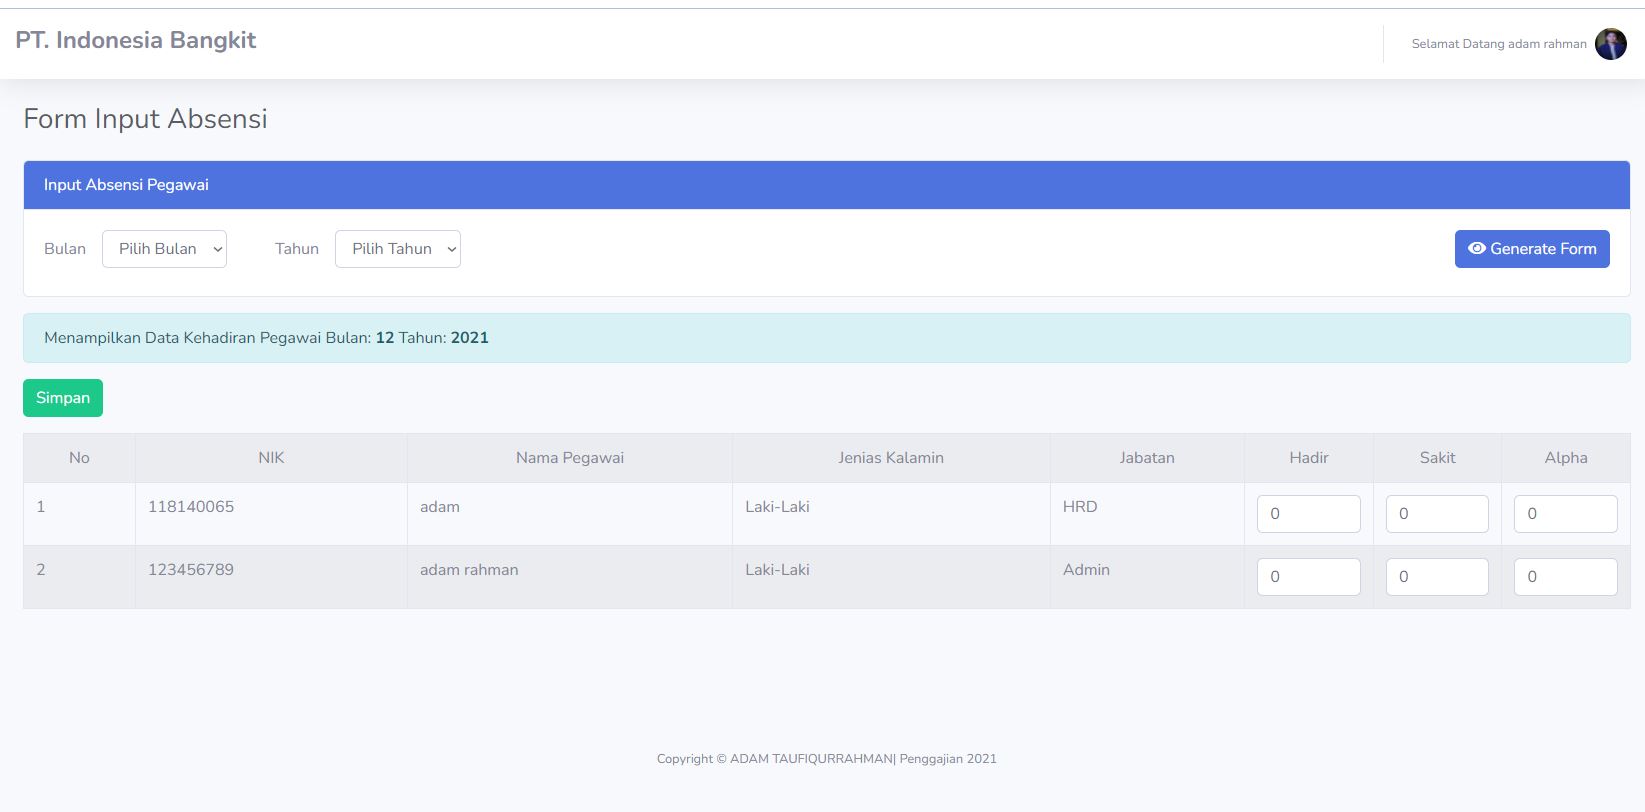 PT. Indonesia Bangkit
Selamat Datang adam rahman
Form Input Absensi
Input Absensi Pegawai
Bulan Pilih Bulan Tahun Pilih Tahun Generate Form
Menampilkan Data Kehadiran Pegawai Bulan: 12 Tahun: 2021
Simpan
No NIK Nama Pegawai Jenias Kalamin Jabatan Hadir Sakit Alpha
1 118140065 adam Laki-Laki HRD 0 0 0
2 123456789 adam rahman Laki-Laki Admin 0 0 0
Copyright © ADAM TAUFIQURRAHMAN| Penggajian 2021